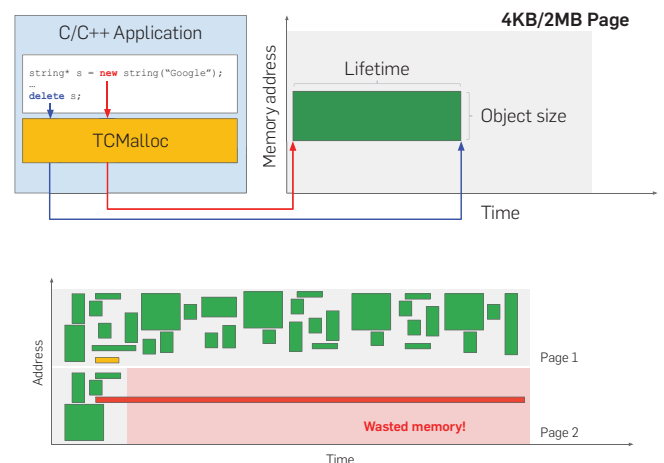 C/C++ Application
string* s = new string(“Google”);
…
delete s;
TCMalloc
4KB/2MB Page
Memory address
Lifetime
Object size
Time
Address
Page 1
Wasted memory!
Page 2
Time